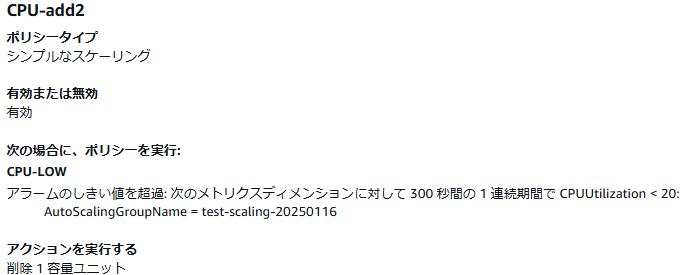 CPU-add2
ポリシータイプ
シンプルなスケーリング
有効または無効
有効
次の場合に、ポリシーを実行:
CPU-LOW
アラームのしきい値を超過: 次のメトリクスディメンションに対して 300 秒間の 1 連続期間で CPUUtilization < 20:
AutoScalingGroupName = test-scaling-20250116
アクションを実行する
削除 1 容量ユニット